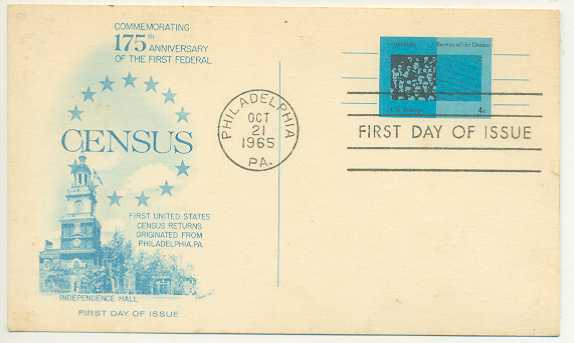 COMMEMORATING
175TH ANNIVERSARY
OF THE FIRST FEDERAL
CENSUS
FIRST UNITED STATES
CENSUS RETURNS
ORIGINATED FROM
PHILADELPHIA, PA
INDEPENDENCE HALL
FIRST DAY OF ISSUE
PHILADELPHIA
OCT
21
1965
PA.
Bureau of the Census
4c
FIRST DAY OF ISSUE